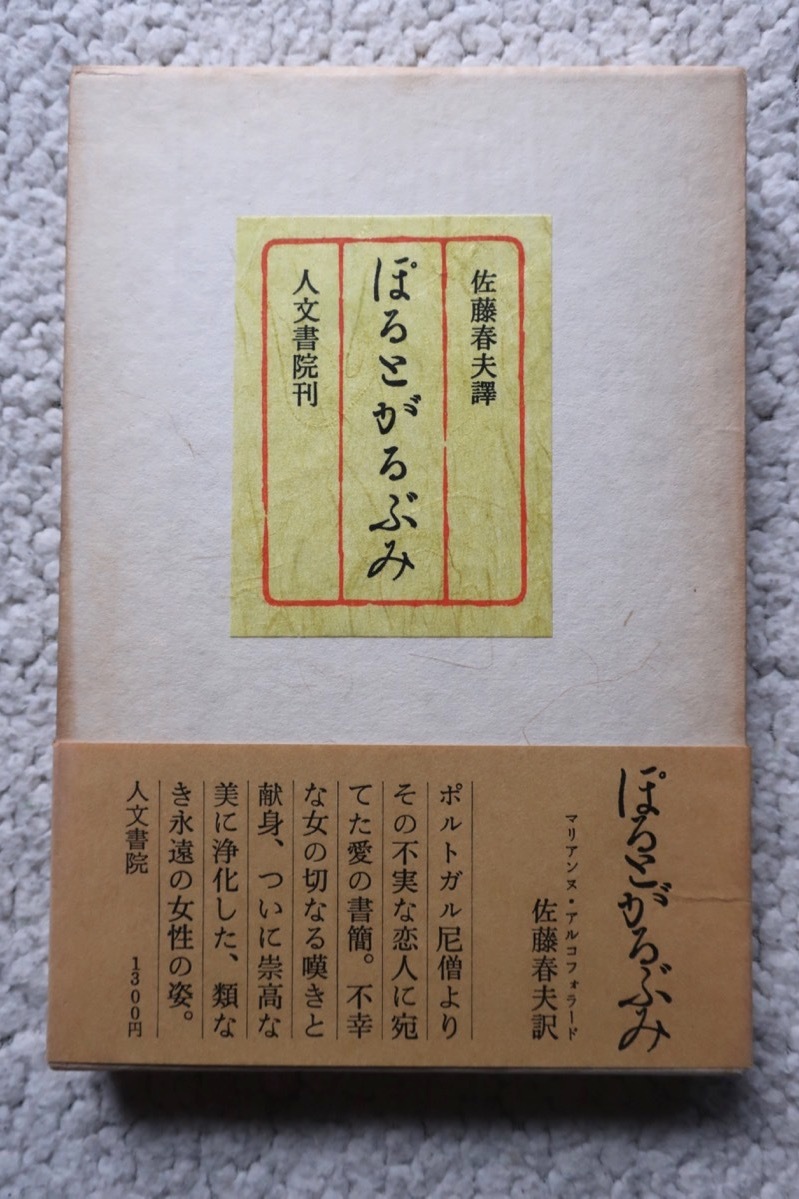 佐藤春夫譯
ぽるとがるぶみ
人文書院刊
ぽるとがるぶみ
マリアンヌ・アルコフォラード
佐藤春夫訳
ポルトガル尼僧より
その不実な恋人に宛
てた愛の書簡。不幸
な女の切なる嘆きと
献身、ついに崇高な
美に浄化した、類な
き永遠の女性の姿。
人文書院
1300円